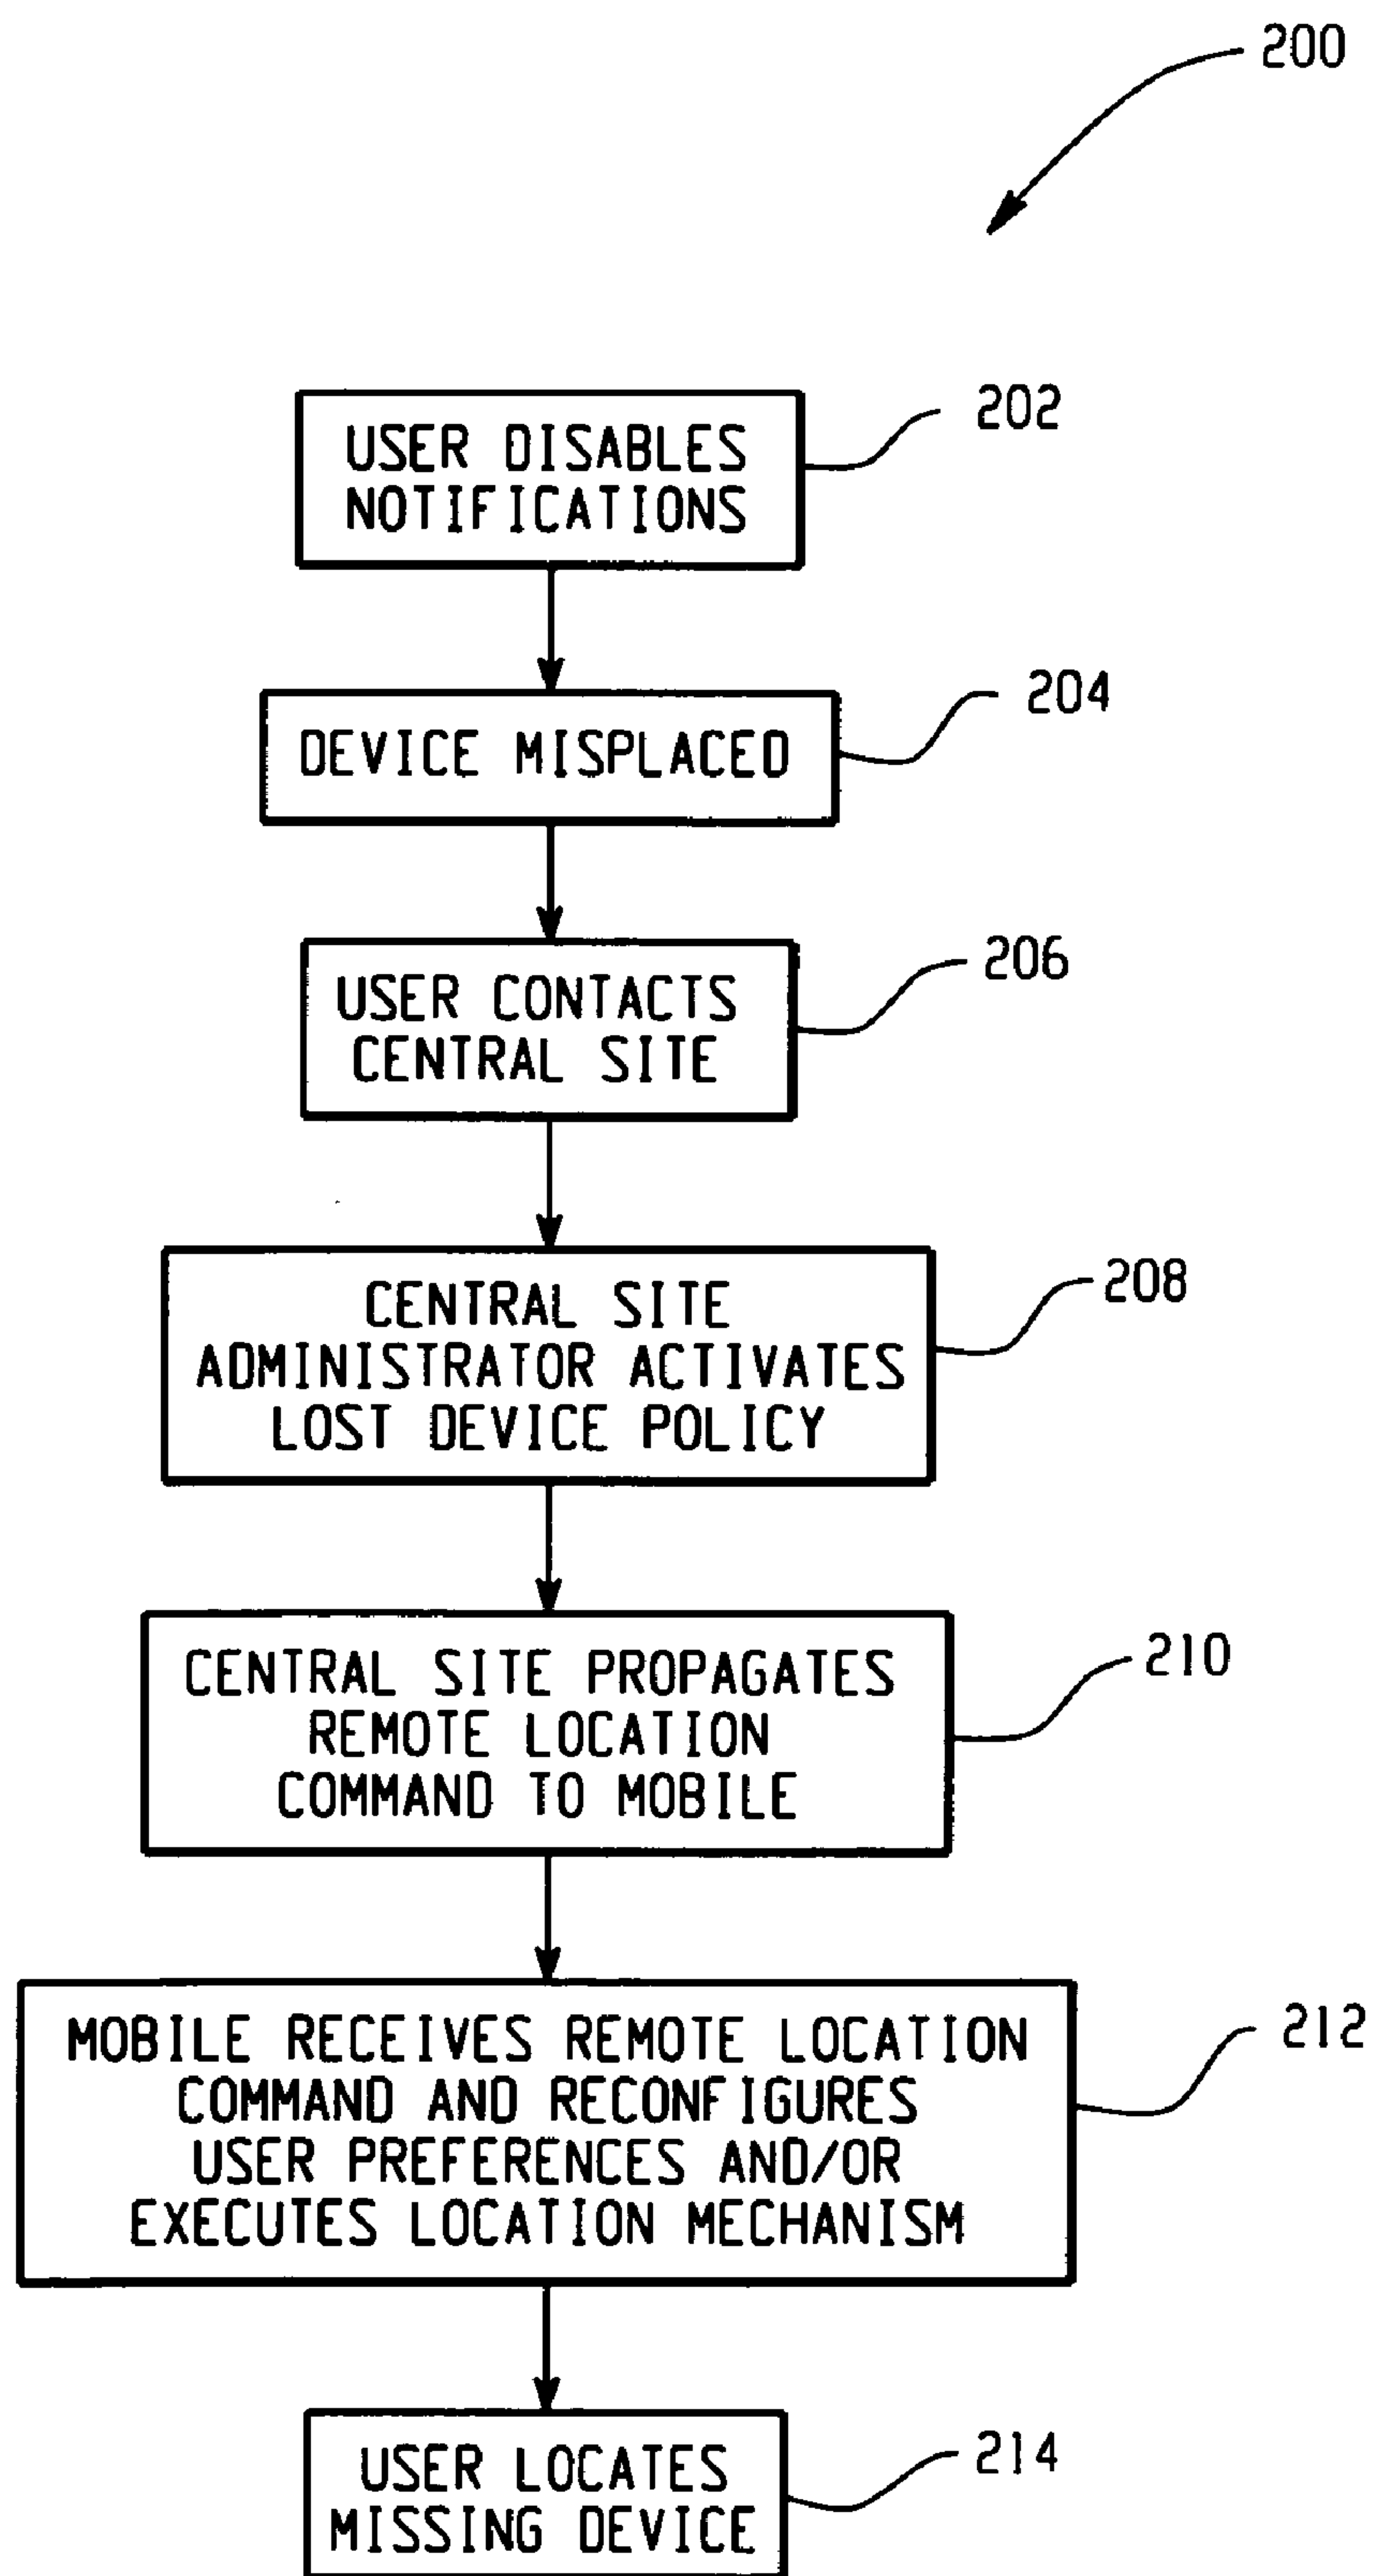 200
USER DISABLES
NOTIFICATIONS
202
DEVICE MISPLACED
204
USER CONTACTS
CENTRAL SITE
206
CENTRAL SITE
ADMINISTRATOR ACTIVATES
LOST DEVICE POLICY
208
CENTRAL SITE PROPAGATES
REMOTE LOCATION
COMMAND TO MOBILE
210
MOBILE RECEIVES REMOTE LOCATION
COMMAND AND RECONFIGURES
USER PREFERENCES AND/OR
EXECUTES LOCATION MECHANISM
212
USER LOCATES
MISSING DEVICE
214